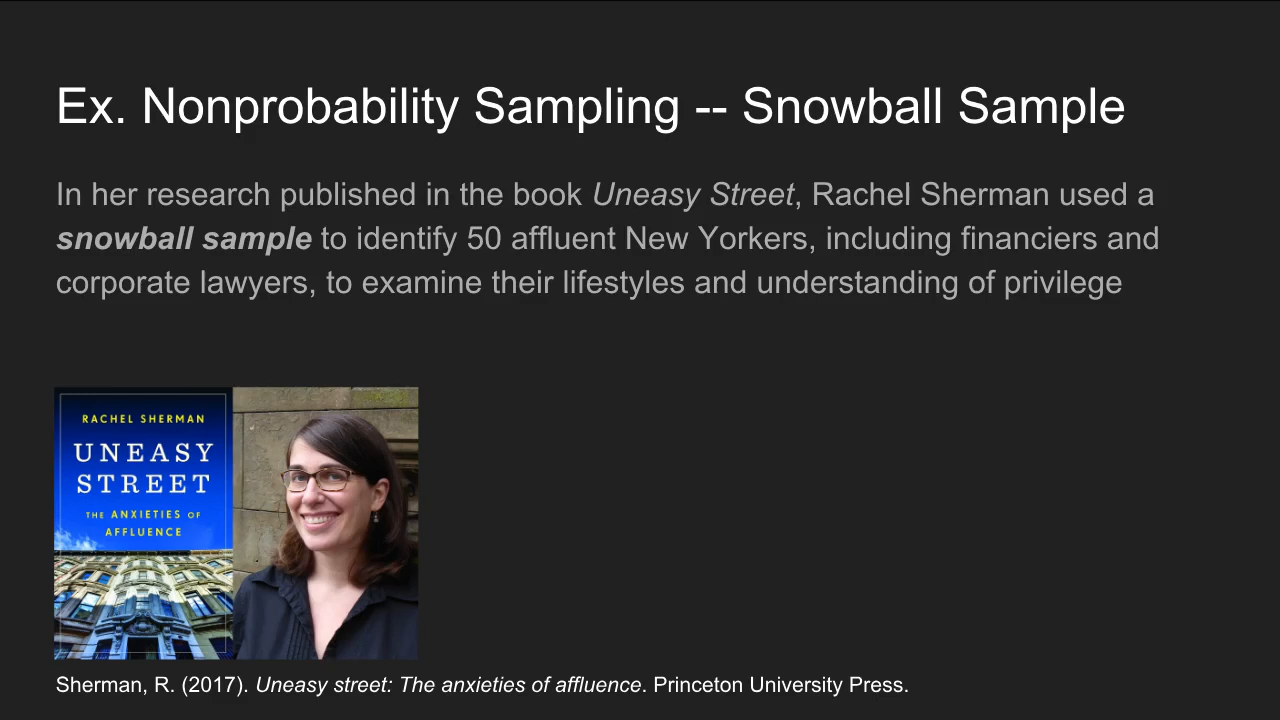 Ex. Nonprobability Sampling -- Snowball Sample
In her research published in the book Uneasy Street, Rachel Sherman used a
snowball sample to identify 50 affluent New Yorkers, including financiers and
corporate lawyers, to examine their lifestyles and understanding of privilege
RACHEL SHERMAN
UNEASY
STREET
THE ANXIETIES OF
AFFLUENCE
Sherman, R. (2017). Uneasy street: The anxieties of affluence. Princeton University Press.